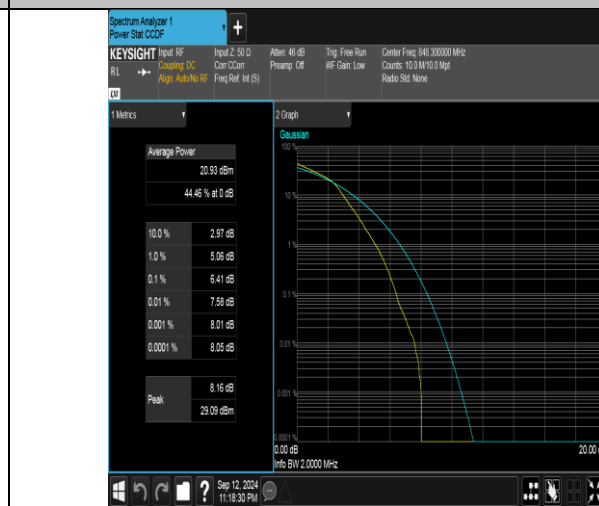 Spectrum Analyzer 1
Power Stat CCDF
+
KEYSIGHT
RL
Input: RF
Coupling: DC
Align: Auto/No RF
Input Z: 50 Ω
Corr CCorr
Freq Ref: Int (S)
Atten: 46 dB
Preamp: Off
Trig: Free Run
#IF Gain: Low
Center Freq: 848.300000 MHz
Counts: 10.0 M/10.0 Mpt
Radio Std: None
1 Metrics
Average Power
20.93 dBm
44.46 % at 0 dB
10.0 % 2.97 dB
1.0 % 5.06 dB
0.1 % 6.41 dB
0.01 % 7.58 dB
0.001 % 8.01 dB
0.0001 % 8.05 dB
Peak
8.16 dB
29.09 dBm
2 Graph
Gaussian
100 %
10 %
1 %
0.1 %
0.01 %
0.001 %
0.0001 %
0.00 dB
20.00
Info BW 2.0000 MHz
?
Sep 12, 2024
11:18:30 PM